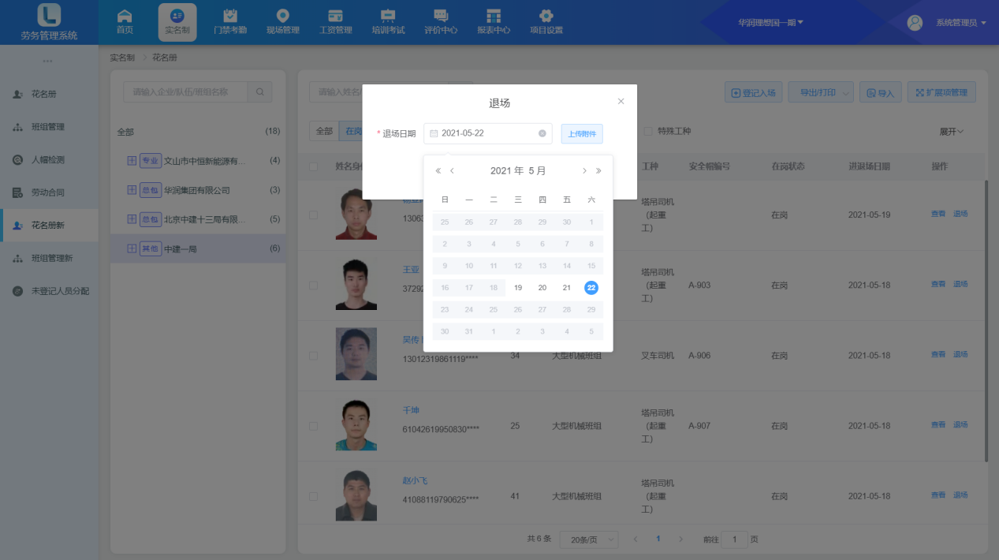 劳务管理系统
首页
实名制
门禁考勤
现场管理
工资管理
培训考试
评价中心
报表中心
项目设置
华润理想国一期
系统管理员
花名册
班组管理
人帽检测
劳动合同
花名册新
班组管理新
未登记人员分配
实名制 > 花名册
请输入企业/队伍/班组名称
全部 (18)
专业 文山市中恒新能源有... (4)
总包 华润集团有限公司 (3)
总包 北京中建十三局有限... (5)
其他 中建一局 (6)
请输入姓名/
登记入场
导出/打印
导入
扩展项管理
全部
在岗
特殊工种
展开
退场
* 退场日期 2021-05-22 上传附件
2021 年 5 月
日 一 二 三 四 五 六
25 26 27 28 29 30 1
2 3 4 5 6 7 8
9 10 11 12 13 14 15
16 17 18 19 20 21 22
23 24 25 26 27 28 29
30 31 1 2 3 4 5
姓名身
工种 安全帽编号 在岗状态 进退场日期 操作
1306
塔吊司机
(起重
工)
在岗 2021-05-19 查看 退场
王亚
3729
塔吊司机
(起重
工)
A-903 在岗 2021-05-18 查看 退场
吴传
13012319861119**** 34 大型机械班组 叉车司机 A-906 在岗 2021-05-18 查看 退场
千坤
61042619950830**** 25 大型机械班组
塔吊司机
(起重
工)
A-907 在岗 2021-05-18 查看 退场
赵小飞
41088119790625**** 41 大型机械班组
塔吊司机
(起重
工)
在岗 2021-05-18 查看 退场
共 6 条 20条/页 1 前往 1 页